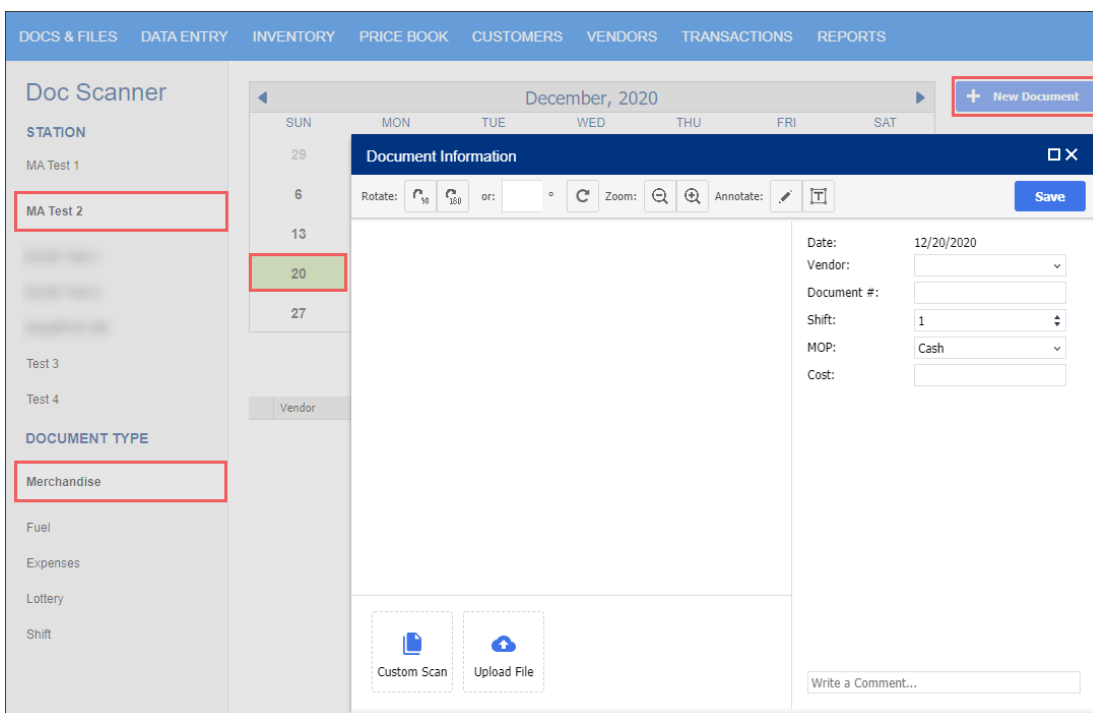 DOCS & FILES DATA ENTRY INVENTORY PRICE BOOK CUSTOMERS VENDORS TRANSACTIONS REPORTS
Doc Scanner
STATION
MA Test 1
MA Test 2
Test 3
Test 4
DOCUMENT TYPE
Merchandise
Fuel
Expenses
Lottery
Shift
December, 2020
+ New Document
SUN MON TUE WED THU FRI SAT
29
6
13
20
27
Vendor
Document Information
Rotate: 90 180 or: ° Zoom: Annotate: T Save
Date: 12/20/2020
Vendor:
Document #:
Shift: 1
MOP: Cash
Cost:
Custom Scan Upload File
Write a Comment...